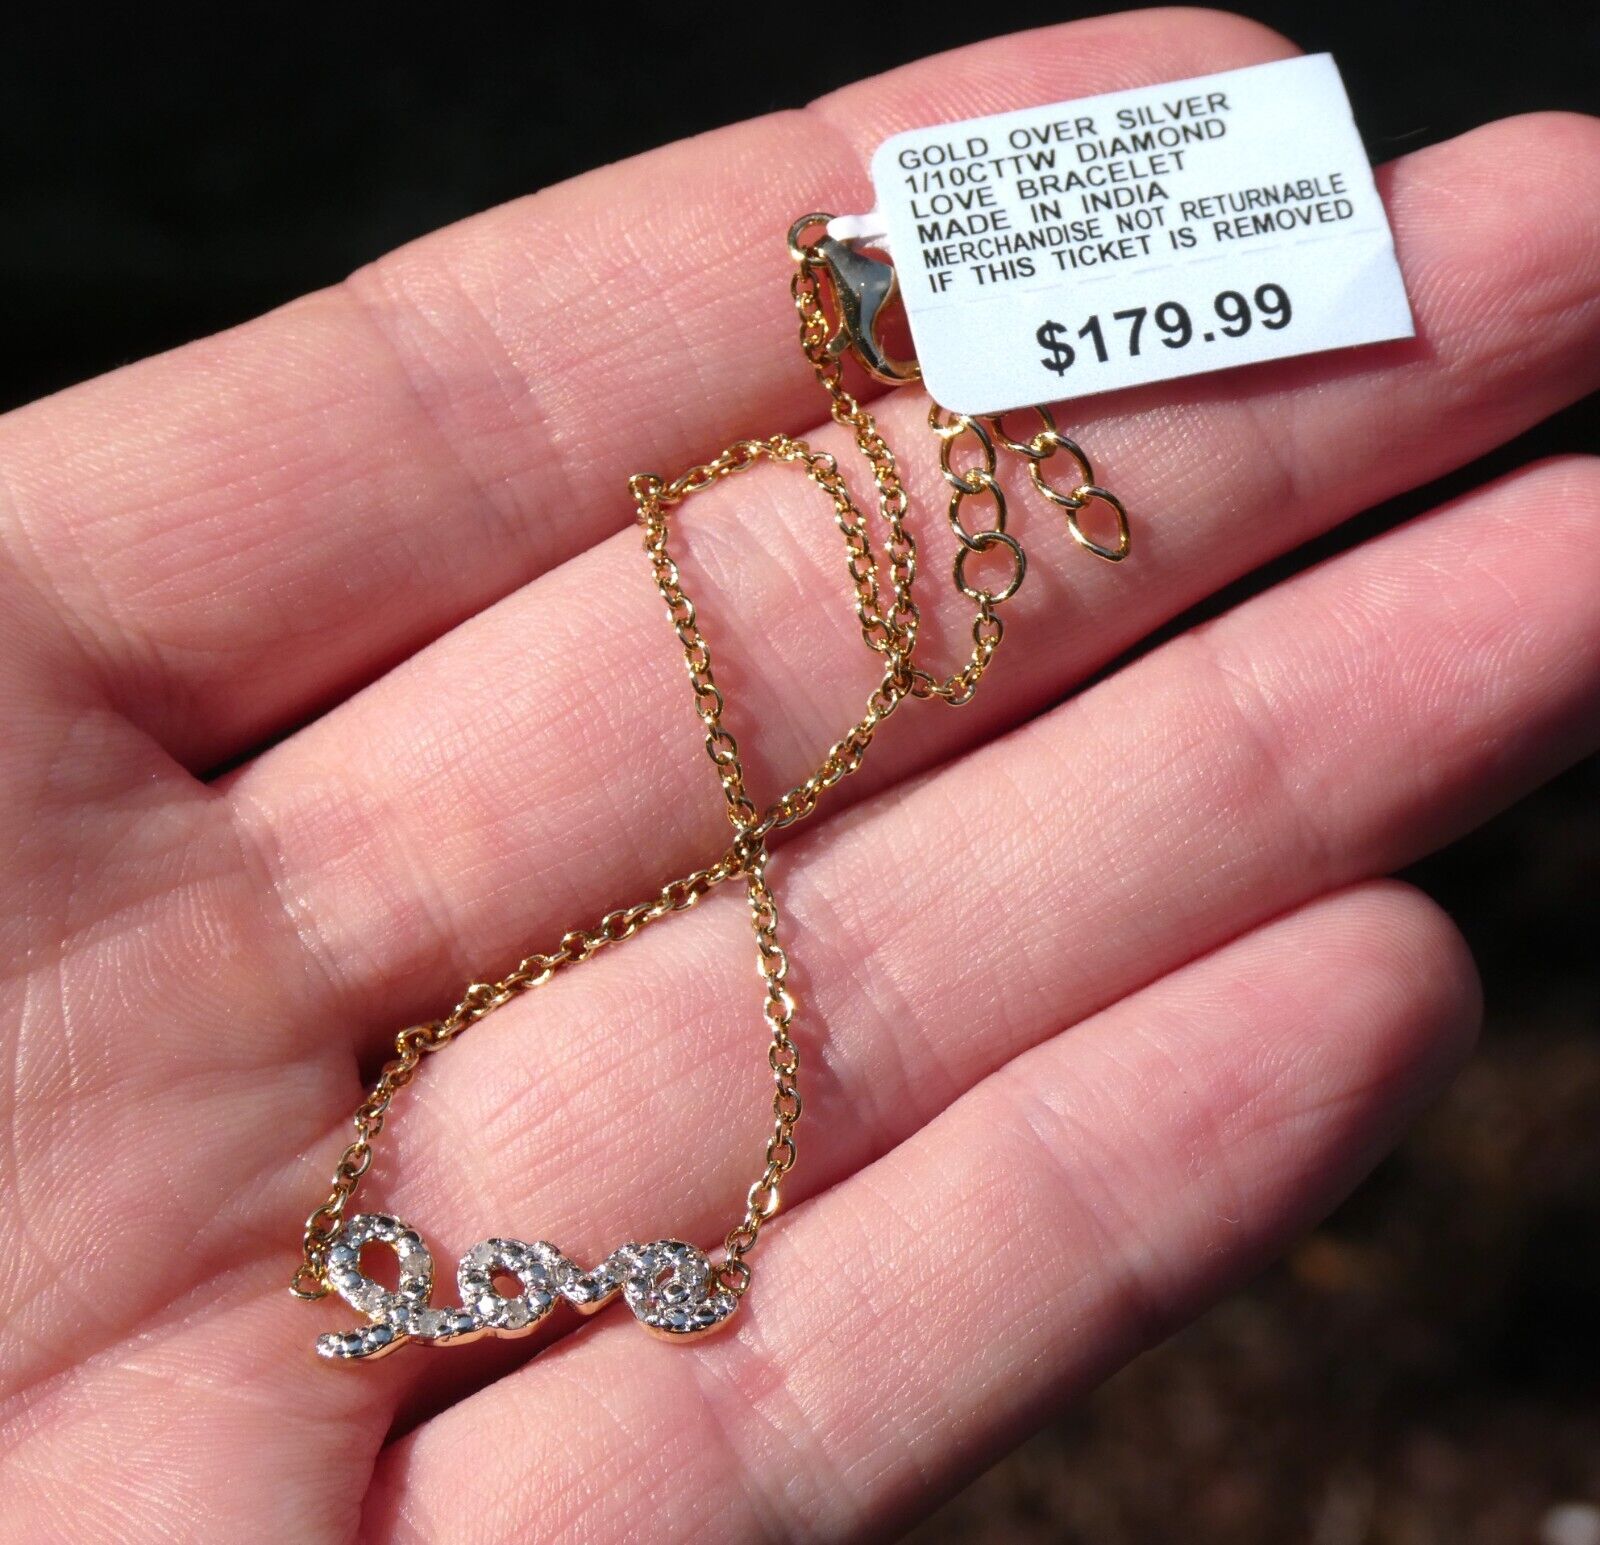 GOLD OVER SILVER
1/10CTTW DIAMOND
LOVE BRACELET
MADE IN INDIA
MERCHANDISE NOT RETURNABLE
IF THIS TICKET IS REMOVED
$179.99
love